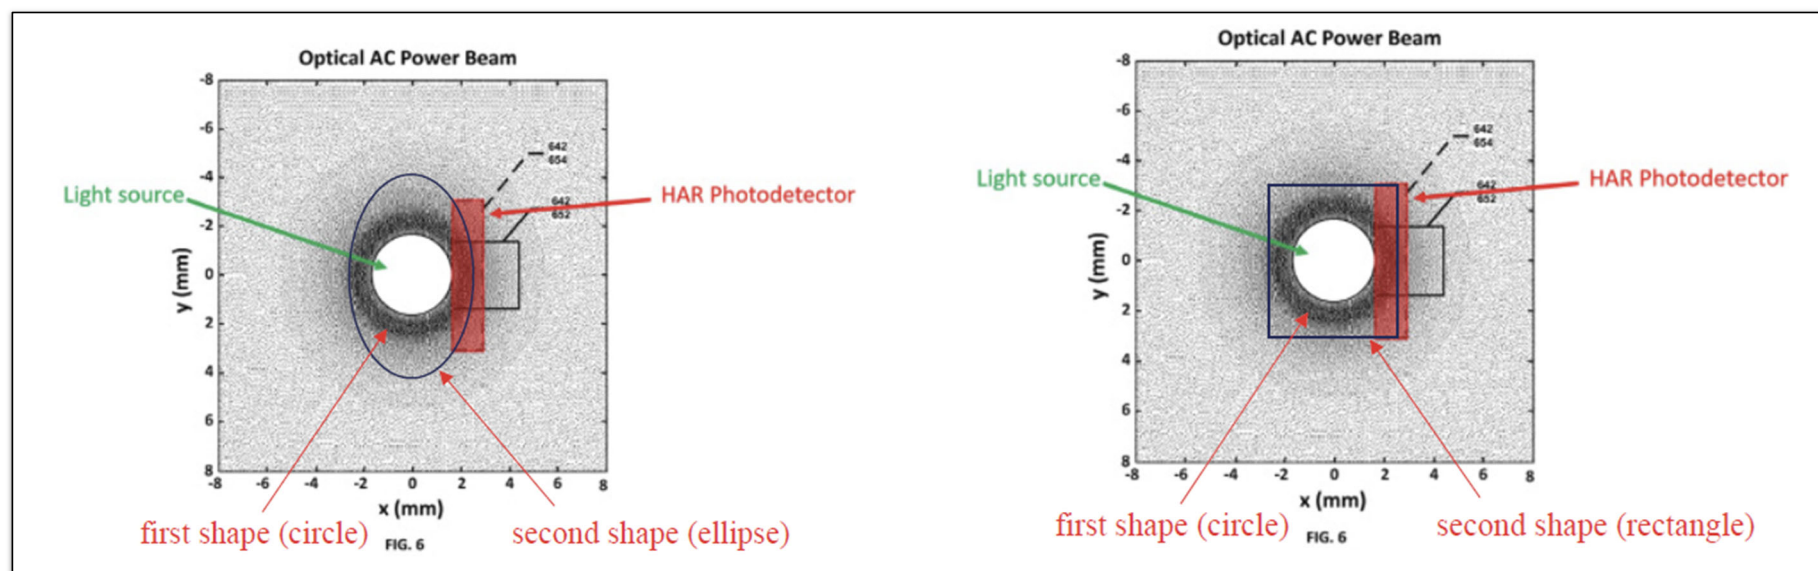 Optical AC Power Beam
-8
-6
-4
-2
0
2
4
6
8
y (mm)
-8 -6 -4 -2 0 2 4 6 8
x (mm)
642
654
642
652
Light source
HAR Photodetector
first shape (circle)
second shape (ellipse)
FIG. 6
Optical AC Power Beam
-8
-6
-4
-2
0
2
4
6
8
y (mm)
-8 -6 -4 -2 0 2 4 6 8
x (mm)
642
654
642
652
Light source
HAR Photodetector
first shape (circle)
second shape (rectangle)
FIG. 6